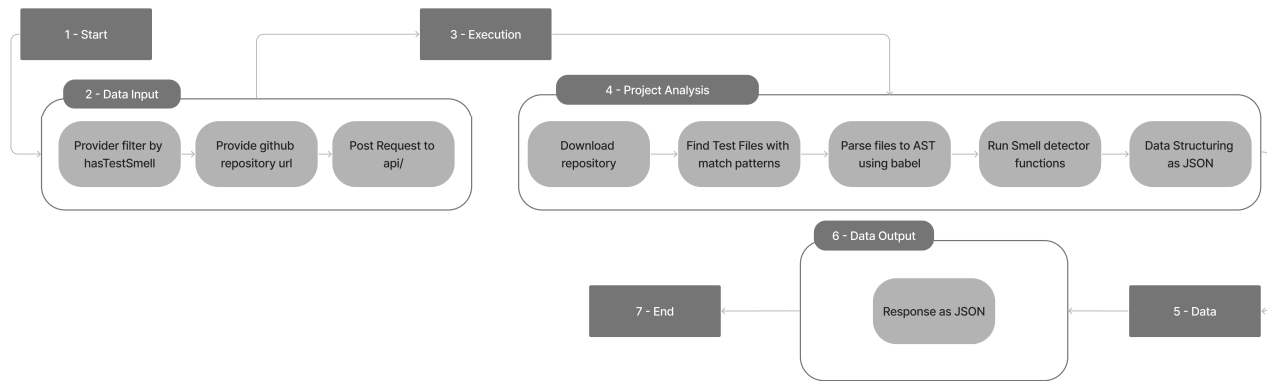 1 - Start
2 - Data Input
Provider filter by
hasTestSmell
Provide github
repository url
Post Request to
api/
3 - Execution
4 - Project Analysis
Download
repository
Find Test Files with
match patterns
Parse files to AST
using babel
Run Smell detector
functions
Data Structuring
as JSON
5 - Data
6 - Data Output
Response as JSON
7 - End